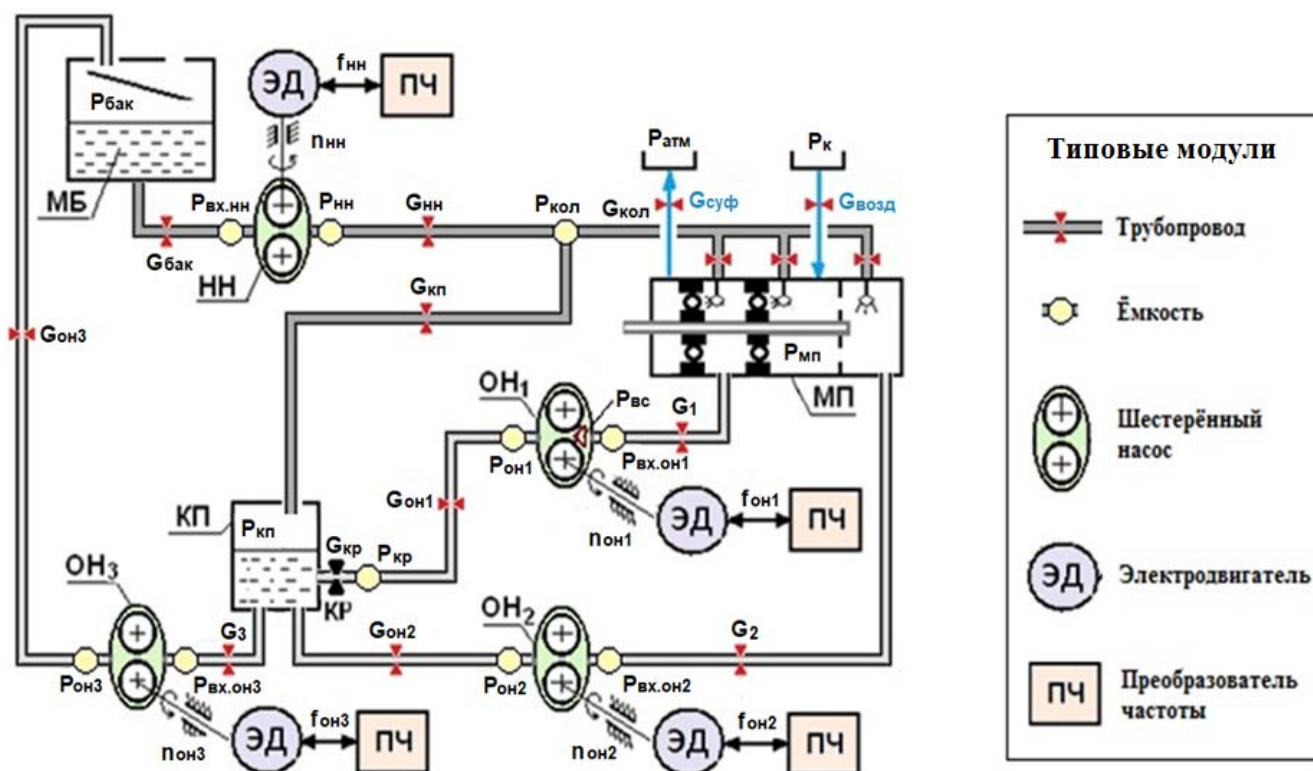 ЭД
fнн
ПЧ
nнн
Pбак
МБ
Gбак
Pвх.нн
НН
Pнн
Gнн
Pкол
Gкол
Pатм
Pк
Gсуф
Gвозд
Gкп
Gон3
Pмп
МП
ОН1
Pвс
G1
Pон1
Pвх.он1
Gон1
nон1
ЭД
fон1
ПЧ
КП
Pкп
Gкр
Pкр
КР
ОН3
G3
Pон3
Pвх.он3
nон3
ЭД
fон3
ПЧ
Gон2
ОН2
Pон2
Pвх.он2
G2
nон2
ЭД
fон2
ПЧ
Типовые модули
Трубопровод
Ёмкость
Шестерённый
насос
ЭД
Электродвигатель
ПЧ
Преобразователь
частоты